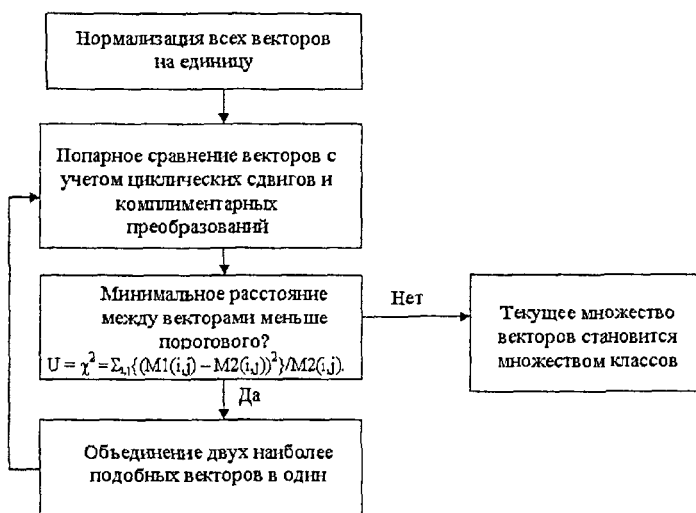 Нормализация всех векторов
на единицу
Попарное сравнение векторов с
учетом циклических сдвигов и
комплиментарных
преобразований
Минимальное расстояние
между векторами меньше
порогового?
U = χ² = Σᵢ,ⱼ{(M1(i,j) – M2(i,j))²}/M2(i,j).
Нет
Текущее множество
векторов становится
множеством классов
Да
Объединение двух наиболее
подобных векторов в один